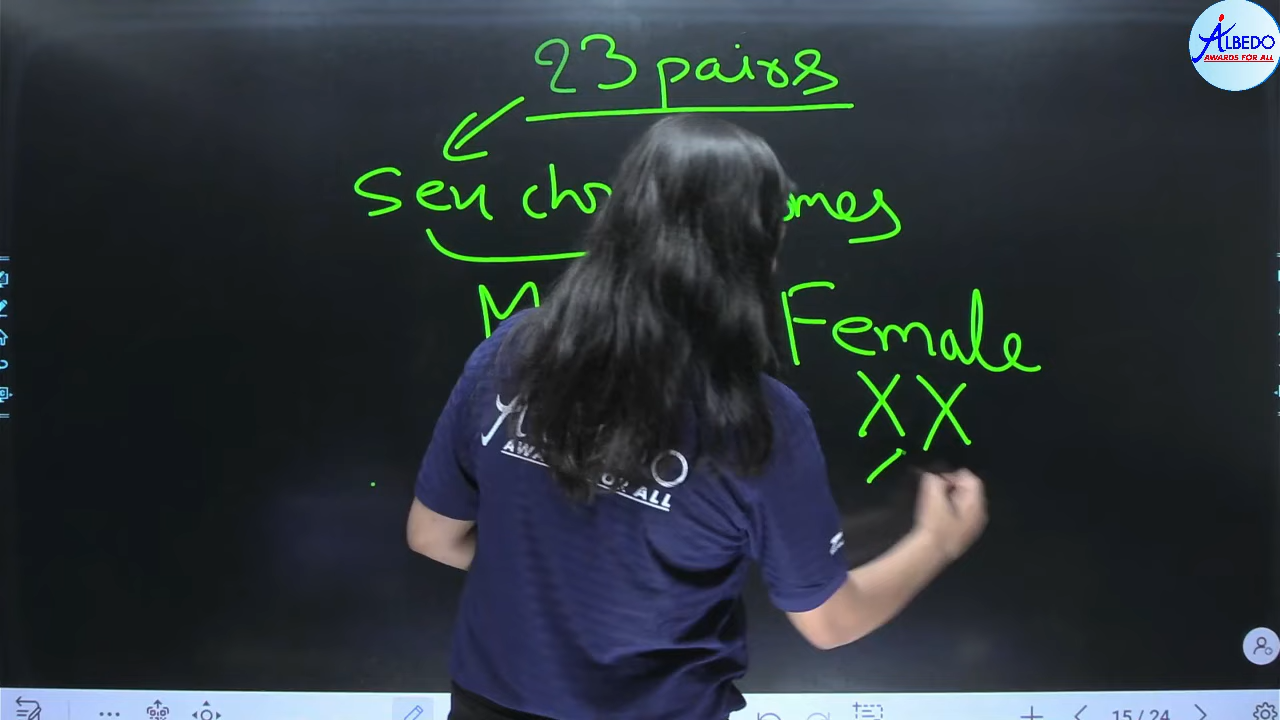 ALBEDO
AWARDS FOR ALL
23 pairs
Sex
Female
XX
15/24